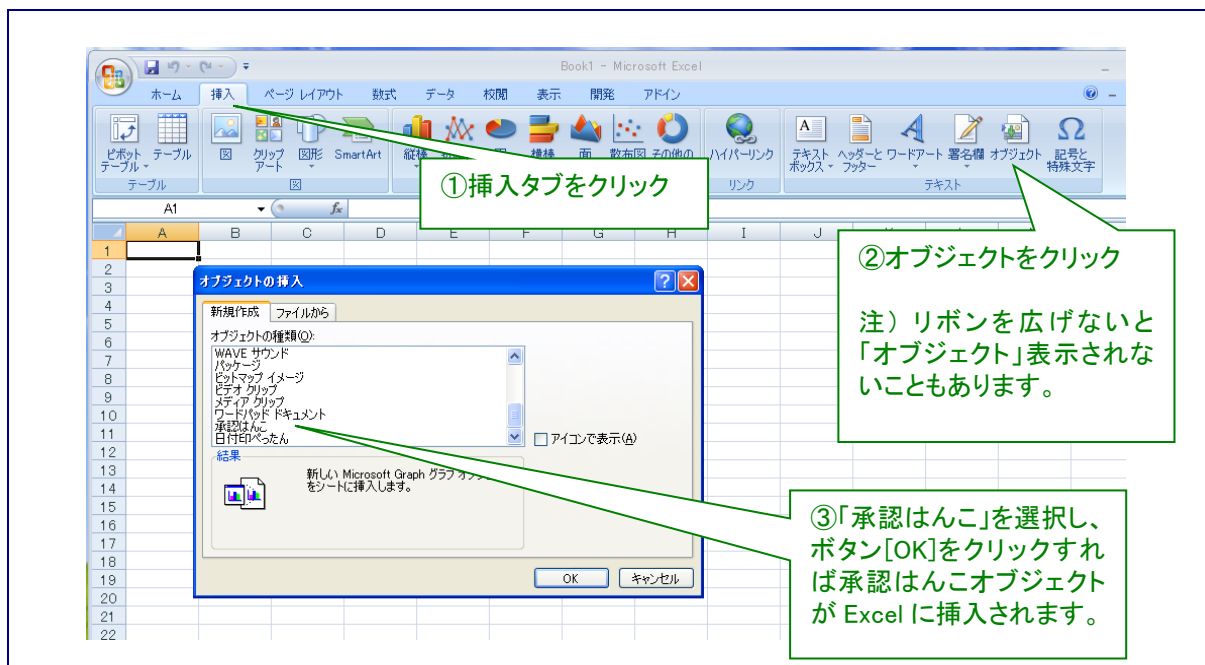 Book1 - Microsoft Excel
ホーム 挿入 ページ レイアウト 数式 データ 校閲 表示 開発 アドイン
ピボット テーブル 図 クリップ 図形 SmartArt 縦棒 横棒 面 散布図 その他の ハイパーリンク テキスト ヘッダーと ワードアート 署名欄 オブジェクト 記号と
テーブル アート ボックス フッター 特殊文字
テーブル 図 リンク テキスト
①挿入タブをクリック
A1 fx
A B C D E F G H I J
1
2
3
4
5
6
7
8
9
10
11
12
13
14
15
16
17
18
19
20
21
22
②オブジェクトをクリック
注）リボンを広げないと
「オブジェクト」表示されな
いこともあります。
オブジェクトの挿入
新規作成 ファイルから
オブジェクトの種類(O):
WAVE サウンド
パッケージ
ビットマップ イメージ
ビデオ クリップ
メディア クリップ
ワードパッド ドキュメント
承認はんこ
日付印ぺったん
アイコンで表示(A)
結果
新しい Microsoft Graph グラフ オブ
をシートに挿入します。
OK キャンセル
③「承認はんこ」を選択し、
ボタン[OK]をクリックすれ
ば承認はんこオブジェクト
が Excel に挿入されます。